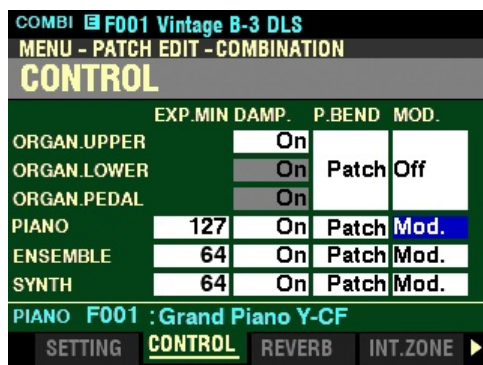 COMBI E F001 Vintage B-3 DLS
MENU - PATCH EDIT - COMBINATION
CONTROL
EXP.MIN DAMP. P.BEND MOD.
ORGAN.UPPER On
ORGAN.LOWER On Patch Off
ORGAN.PEDAL On
PIANO 127 On Patch Mod.
ENSEMBLE 64 On Patch Mod.
SYNTH 64 On Patch Mod.
PIANO F001 :Grand Piano Y-CF
SETTING CONTROL REVERB INT.ZONE